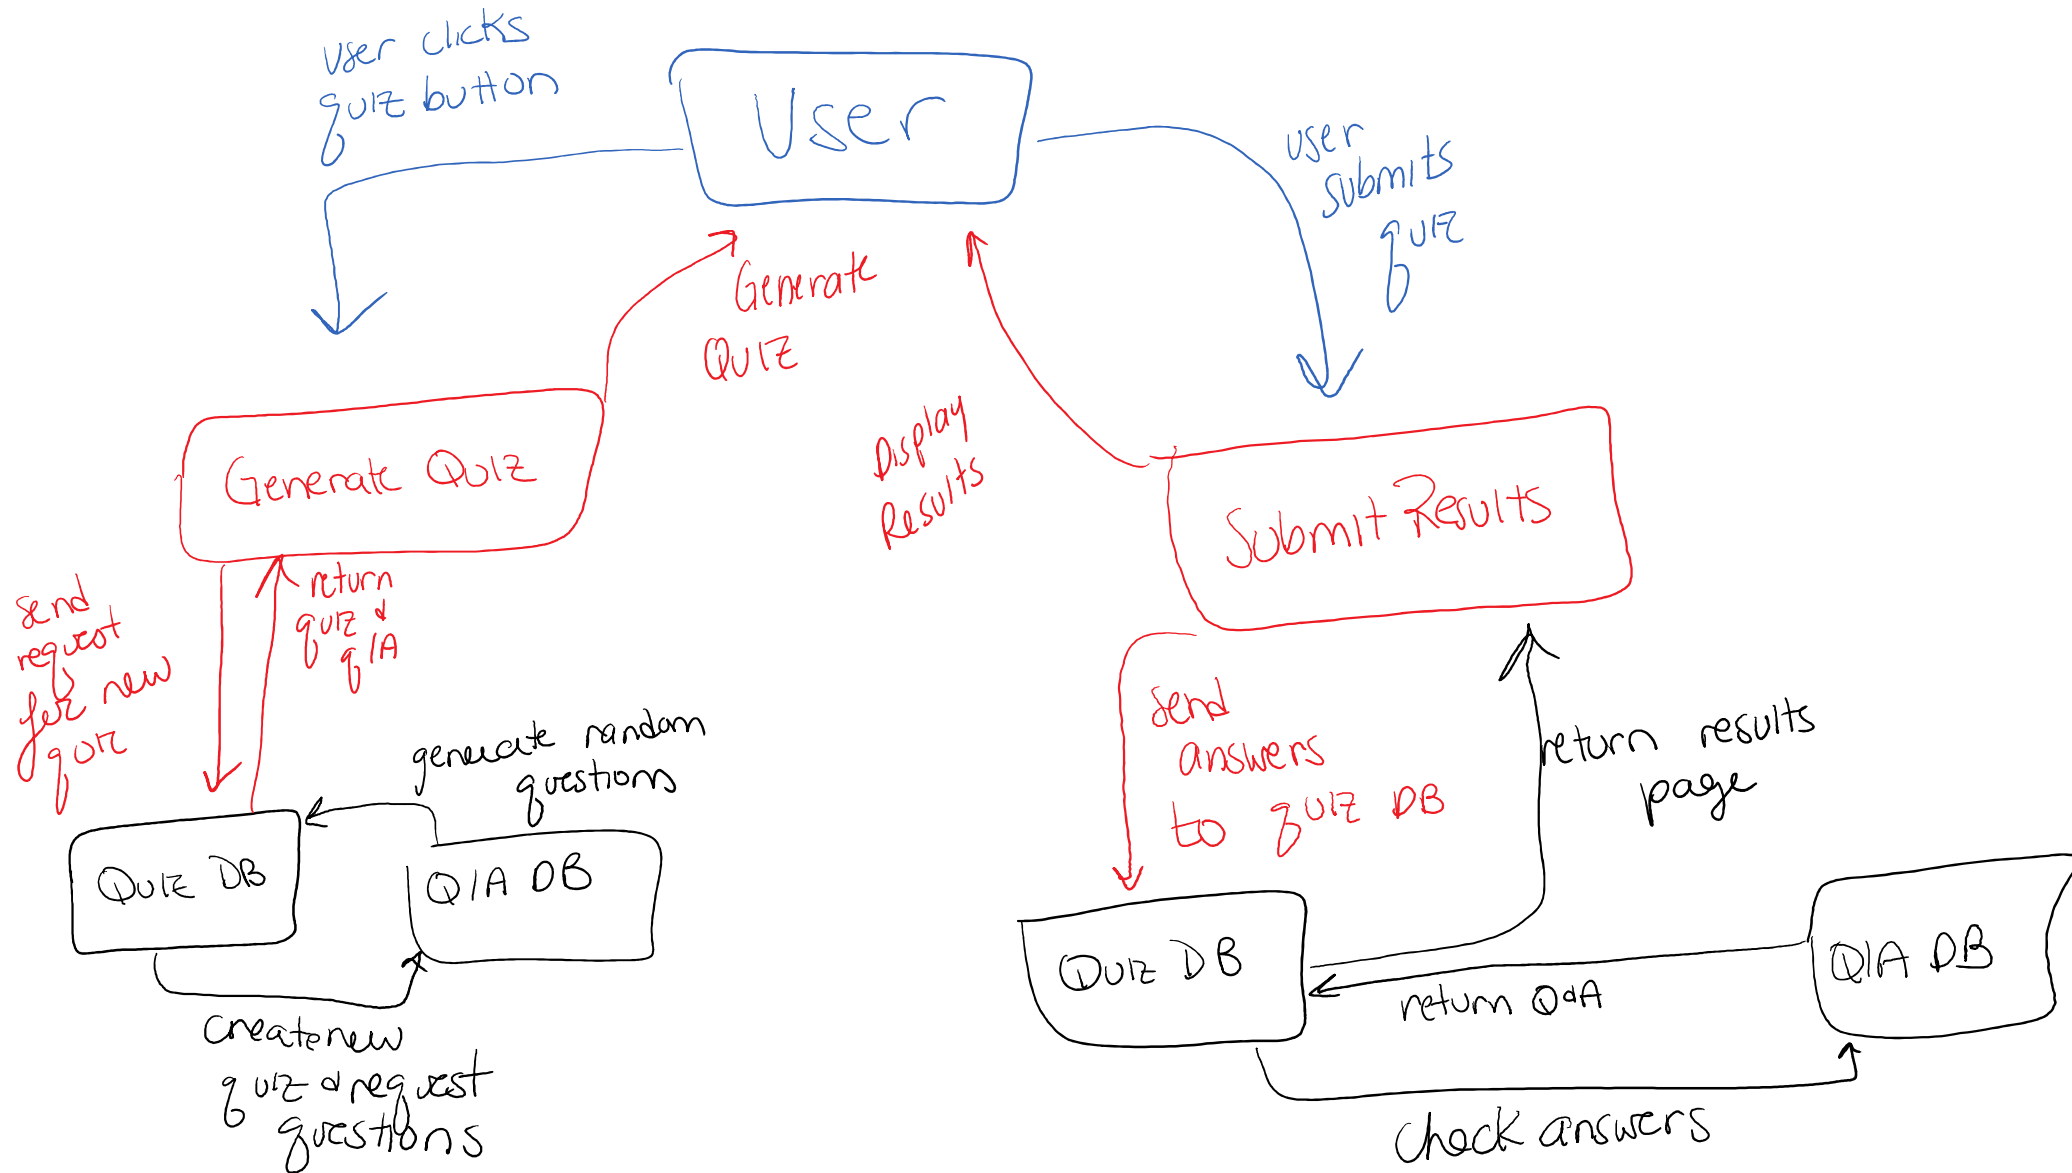 user clicks
quiz button
User
user
submits
quiz
Generate
Quiz
Display
Results
Generate Quiz
Submit Results
send
request
for new
quiz
return
quiz &
q/A
generate random
questions
Quiz DB
Q/A DB
create new
quiz & request
questions
Send
answers
to quiz DB
return results
page
Quiz DB
Q/A DB
return Q&A
check answers